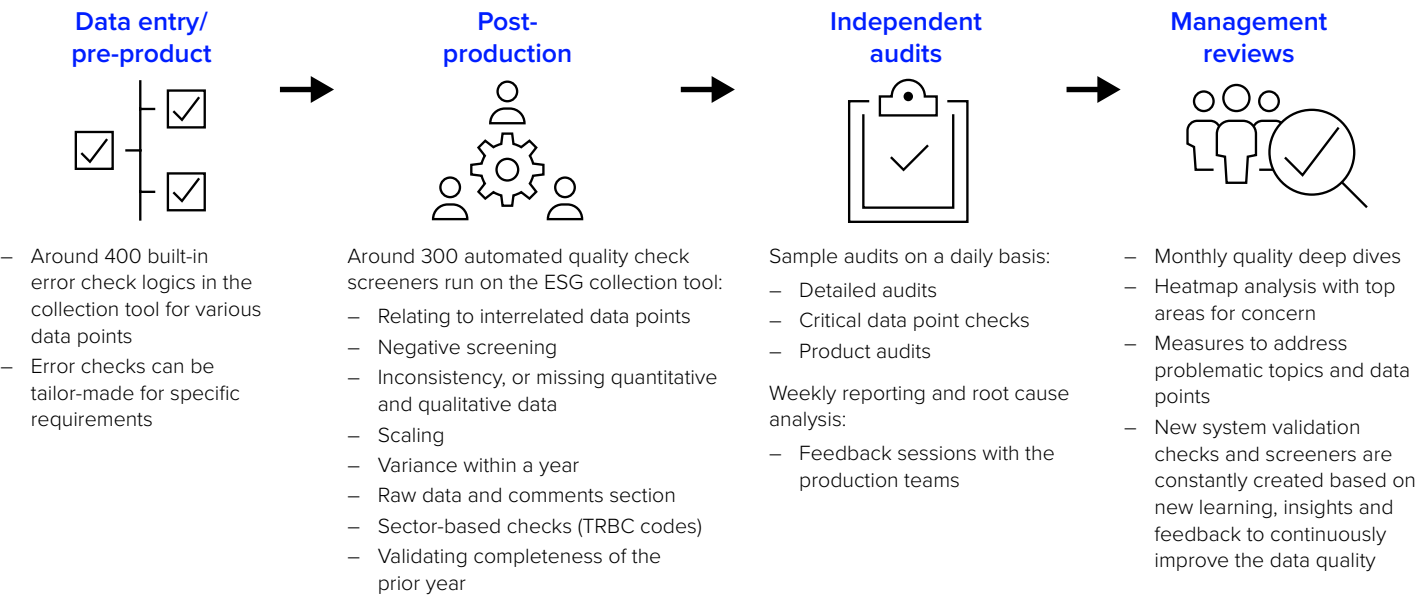 Data entry/
pre-product
– Around 400 built-in
error check logics in the
collection tool for various
data points
– Error checks can be
tailor-made for specific
requirements
Post-
production
Around 300 automated quality check
screeners run on the ESG collection tool:
– Relating to interrelated data points
– Negative screening
– Inconsistency, or missing quantitative
and qualitative data
– Scaling
– Variance within a year
– Raw data and comments section
– Sector-based checks (TRBC codes)
– Validating completeness of the
prior year
Independent
audits
Sample audits on a daily basis:
– Detailed audits
– Critical data point checks
– Product audits
Weekly reporting and root cause
analysis:
– Feedback sessions with the
production teams
Management
reviews
– Monthly quality deep dives
– Heatmap analysis with top
areas for concern
– Measures to address
problematic topics and data
points
– New system validation
checks and screeners are
constantly created based on
new learning, insights and
feedback to continuously
improve the data quality